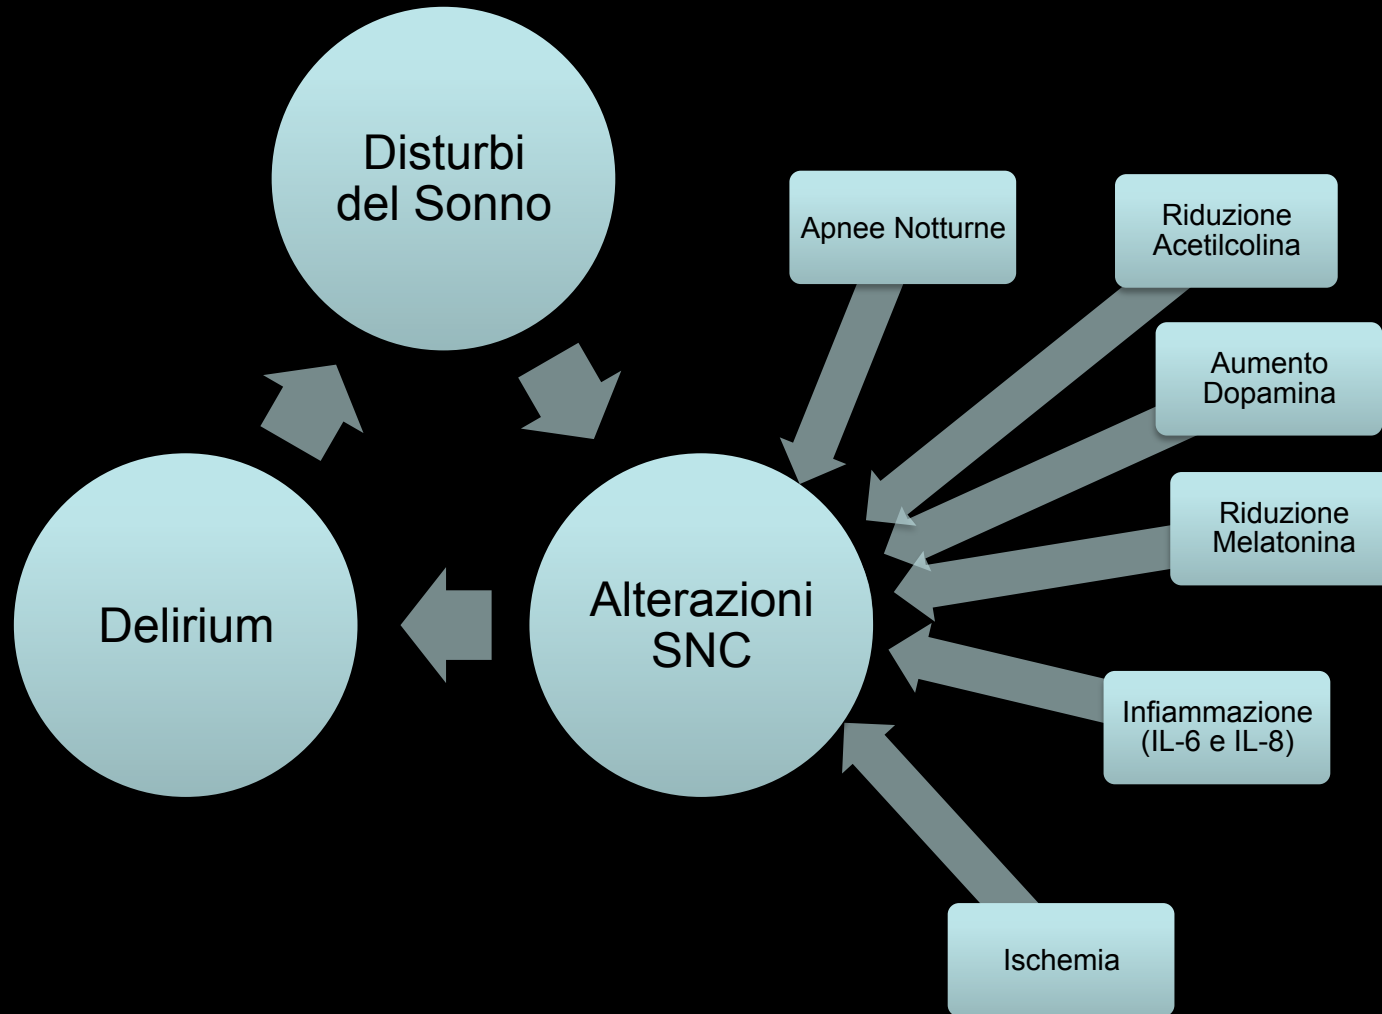 Disturbi
del Sonno
Apnee Notturne
Riduzione
Acetilcolina
Aumento
Dopamina
Riduzione
Melatonina
Delirium
Alterazioni
SNC
Infiammazione
(IL-6 e IL-8)
Ischemia